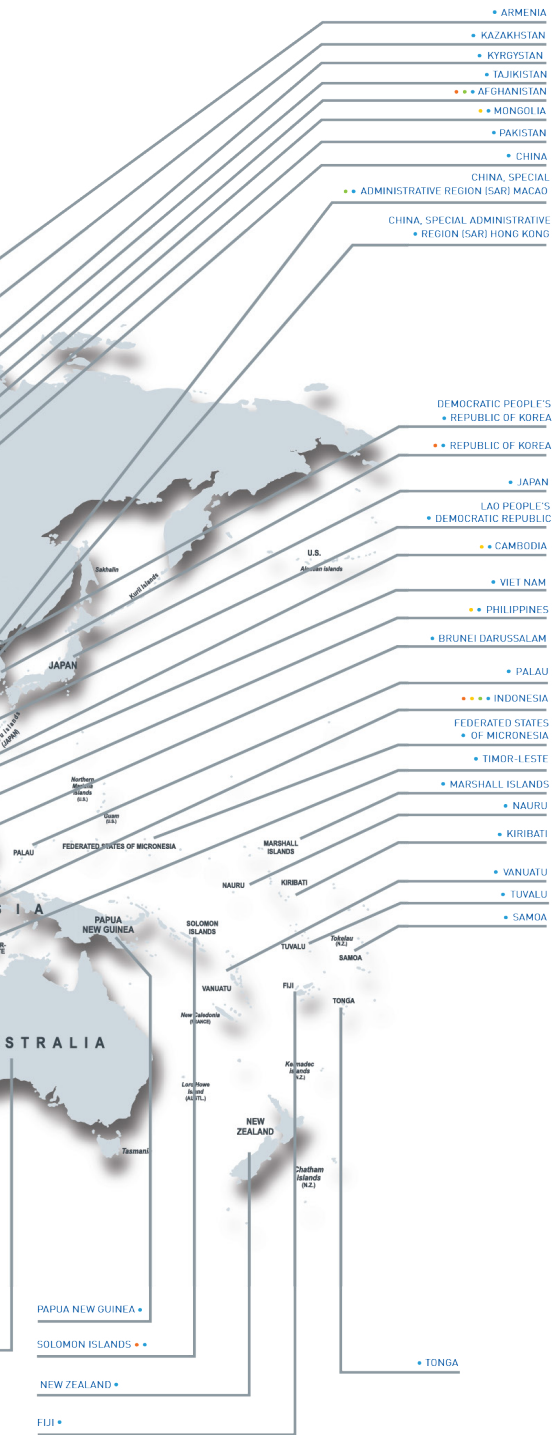 • ARMENIA
• KAZAKHSTAN
• KYRGYSTAN
• TAJIKISTAN
• • • AFGHANISTAN
• • MONGOLIA
• PAKISTAN
• CHINA
CHINA, SPECIAL
• • ADMINISTRATIVE REGION (SAR) MACAO
CHINA, SPECIAL ADMINISTRATIVE
• REGION (SAR) HONG KONG
DEMOCRATIC PEOPLE'S
• REPUBLIC OF KOREA
• • REPUBLIC OF KOREA
• JAPAN
LAO PEOPLE'S
• DEMOCRATIC REPUBLIC
• • CAMBODIA
• VIET NAM
• • PHILIPPINES
• BRUNEI DARUSSALAM
• PALAU
• • • • INDONESIA
FEDERATED STATES
• OF MICRONESIA
• TIMOR-LESTE
• MARSHALL ISLANDS
• NAURU
• KIRIBATI
• VANUATU
• TUVALU
• SAMOA
U.S.
Aleutian Islands
Sakhalin
Kuril Islands
JAPAN
(JAPAN)
Northern
Mariana
Islands
(U.S.)
Guam
(U.S.)
PALAU
FEDERATED STATES OF MICRONESIA
MARSHALL
ISLANDS
NAURU
KIRIBATI
S I A
PAPUA
NEW GUINEA
SOLOMON
ISLANDS
TUVALU
Tokelau
(N.Z.)
SAMOA
VANUATU
FIJI
TONGA
New Caledonia
(FRANCE)
STRALIA
Kermadec
Islands
(N.Z.)
Lord Howe
Island
(AUSTL.)
NEW
ZEALAND
Tasmani
Chatham
Islands
(N.Z.)
PAPUA NEW GUINEA •
SOLOMON ISLANDS • •
• TONGA
NEW ZEALAND •
FIJI •